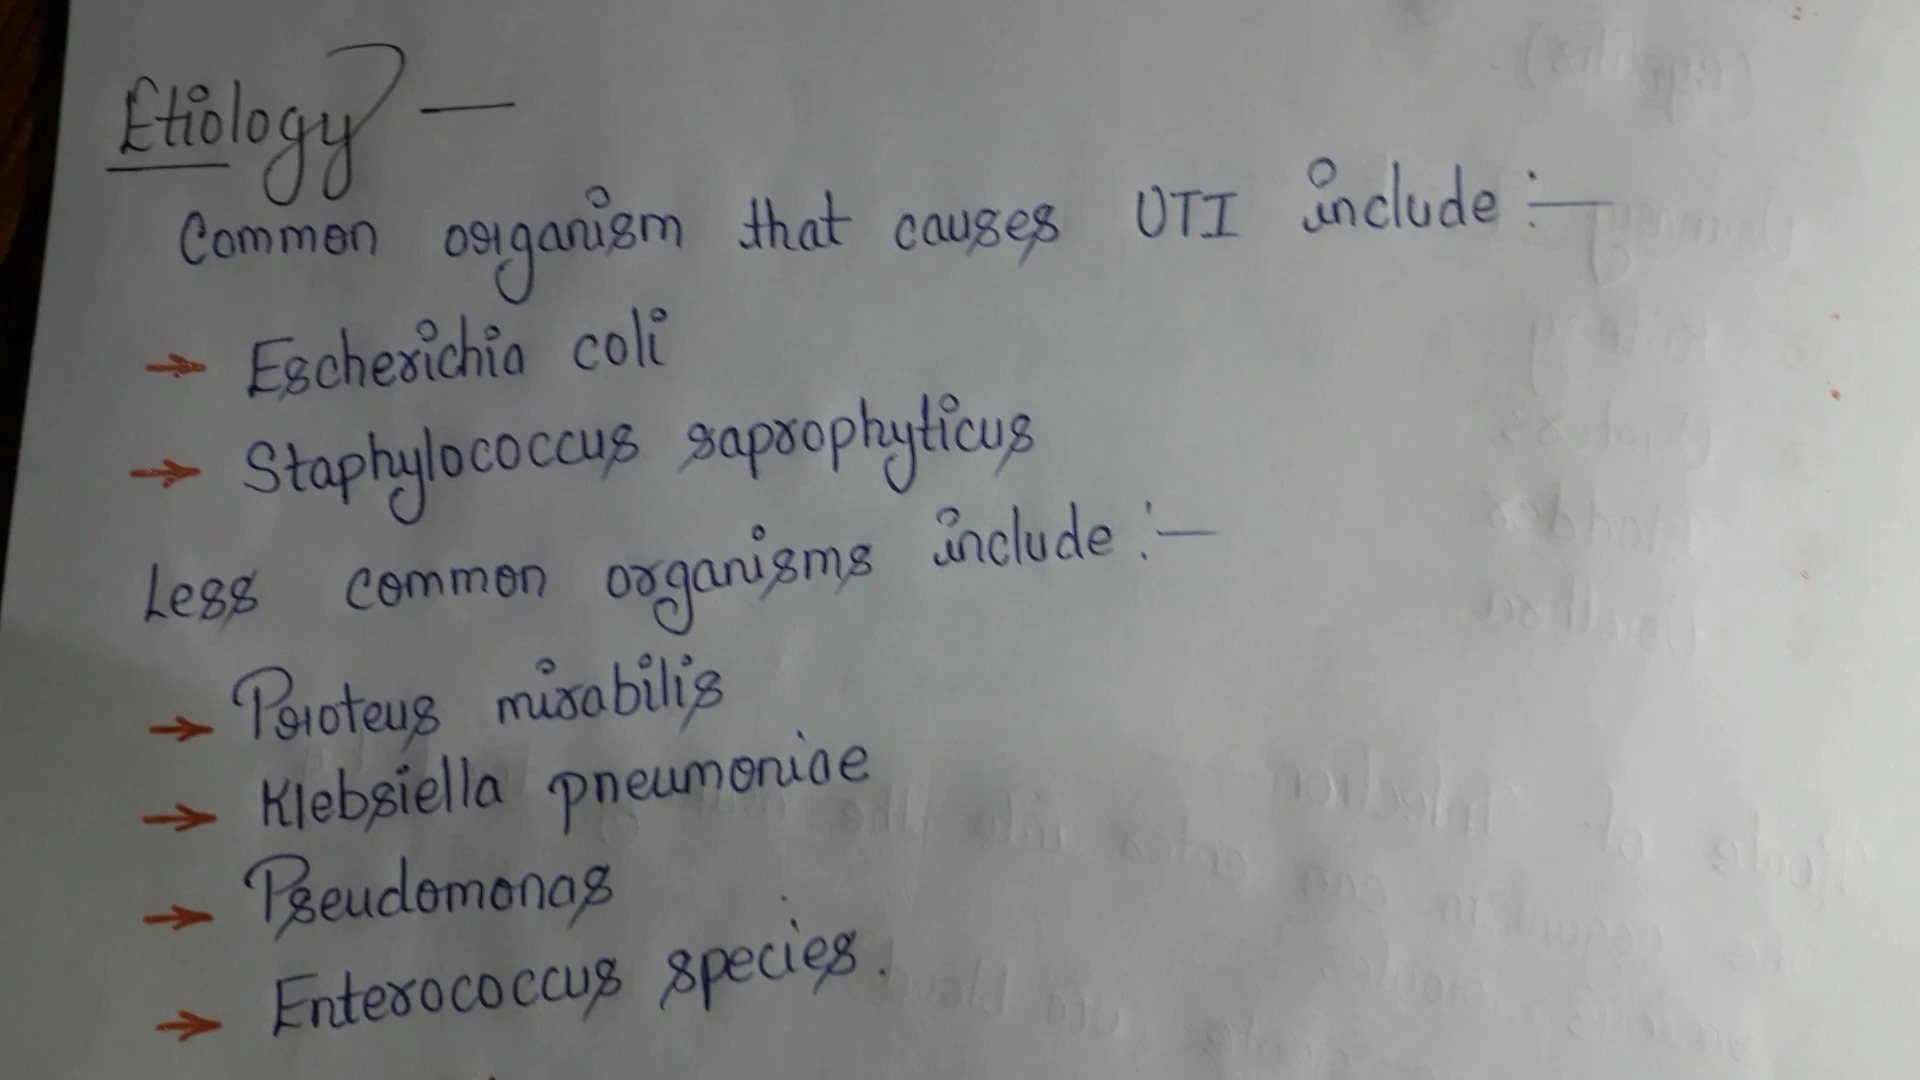 Etiology —
Common organism that causes UTI include :—
→ Escherichia coli
→ Staphylococcus saprophyticus
Less common organisms include :—
→ Proteus mirabilis
→ Klebsiella pneumoniae
→ Pseudomonas
→ Enterococcus species.